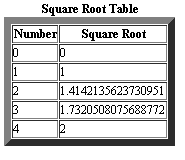 Square Root Table
Number Square Root
0 0
1 1
2 1.4142135623730951
3 1.7320508075688772
4 2